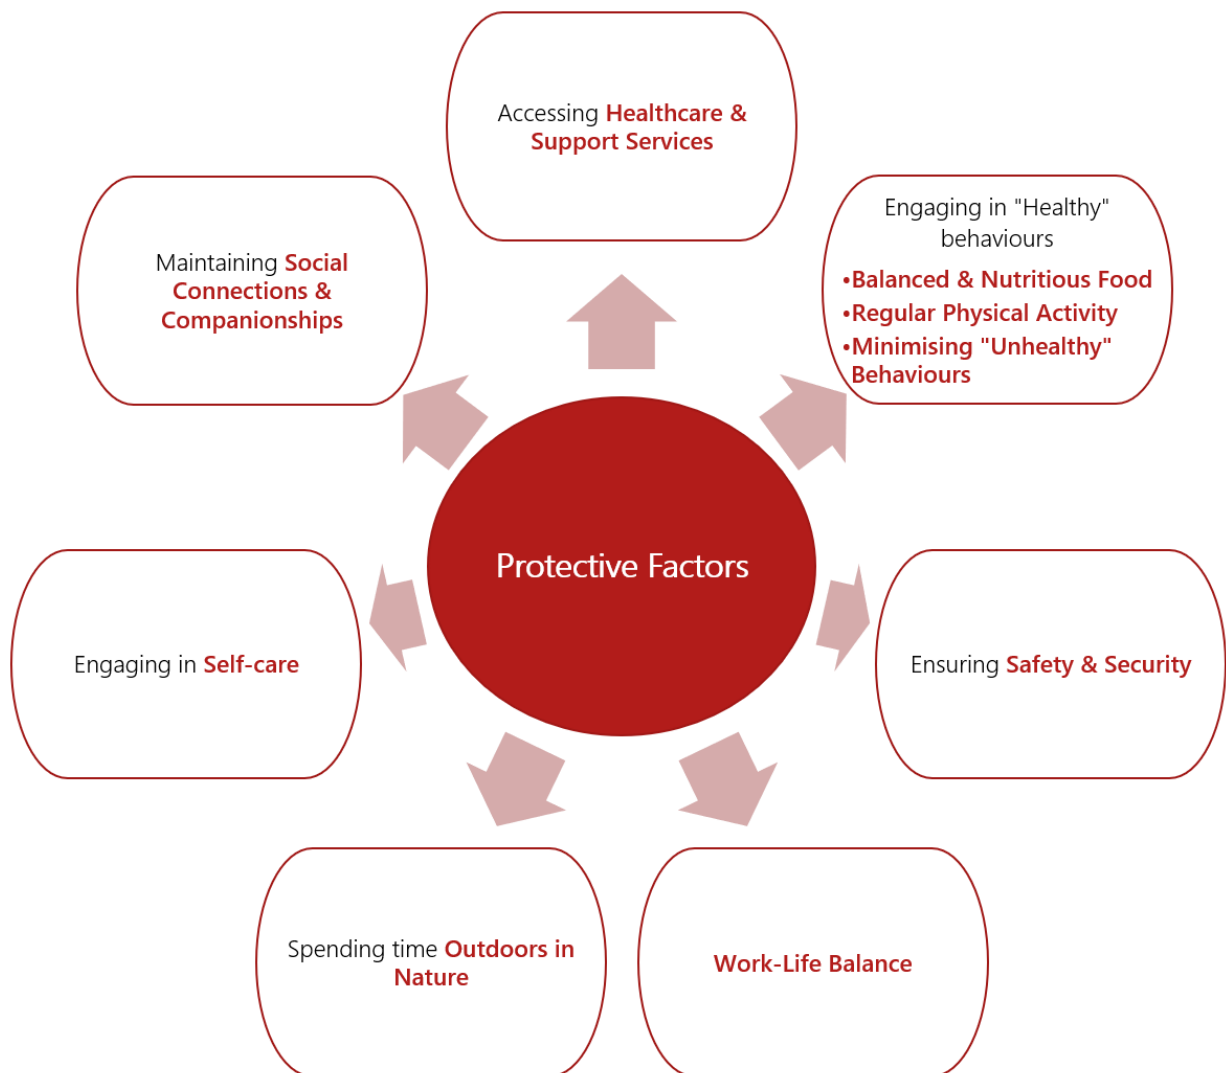 Accessing Healthcare &
Support Services
Engaging in "Healthy"
behaviours
•Balanced & Nutritious Food
•Regular Physical Activity
•Minimising "Unhealthy"
Behaviours
Maintaining Social
Connections &
Companionships
Protective Factors
Engaging in Self-care
Ensuring Safety & Security
Spending time Outdoors in
Nature
Work-Life Balance